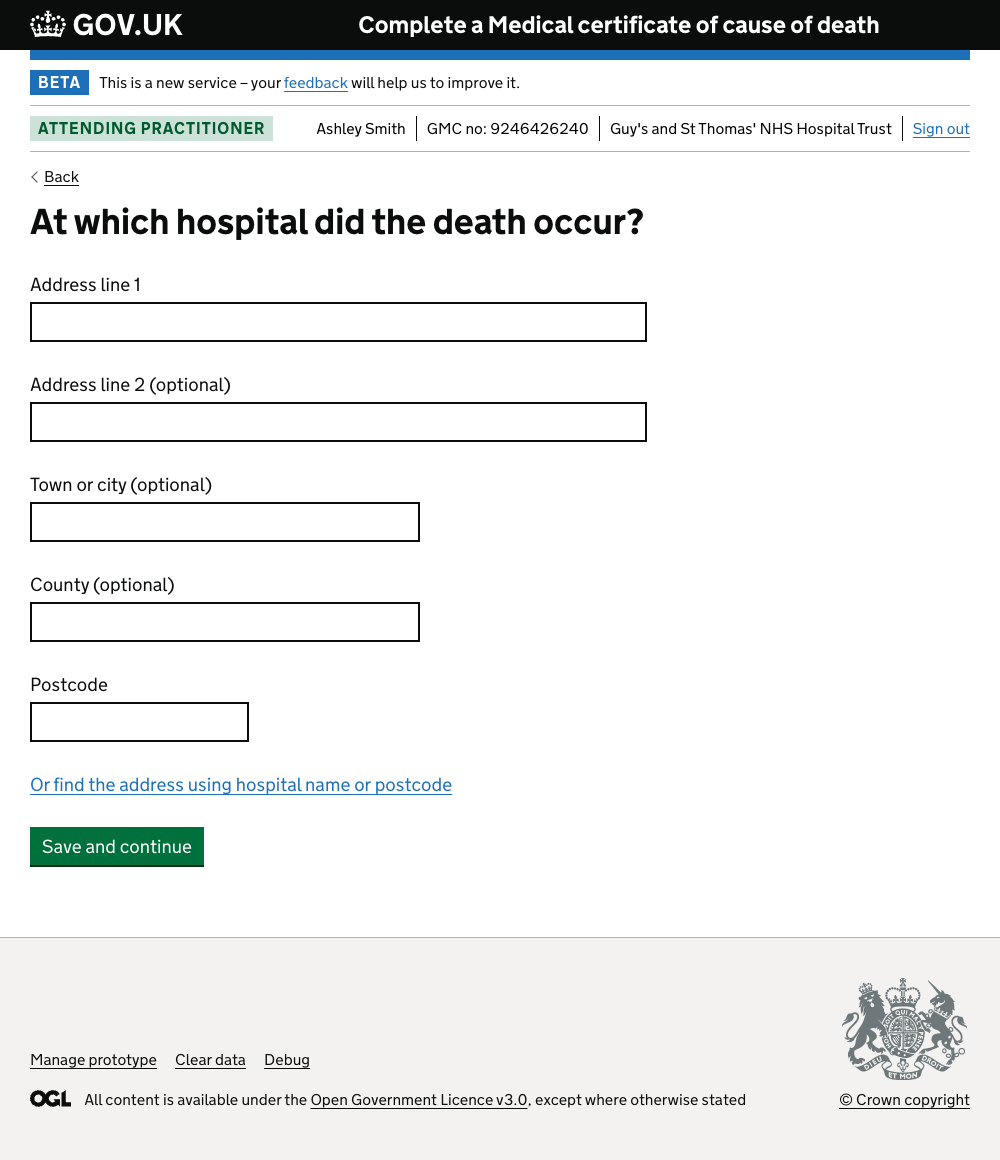 GOV.UK
Complete a Medical certificate of cause of death
BETA This is a new service – your feedback will help us to improve it.
ATTENDING PRACTITIONER Ashley Smith GMC no: 9246426240 Guy's and St Thomas' NHS Hospital Trust Sign out
Back
At which hospital did the death occur?
Address line 1
Address line 2 (optional)
Town or city (optional)
County (optional)
Postcode
Or find the address using hospital name or postcode
Save and continue
Manage prototype Clear data Debug
OGL All content is available under the Open Government Licence v3.0, except where otherwise stated
DIEU ET MON DROIT
© Crown copyright